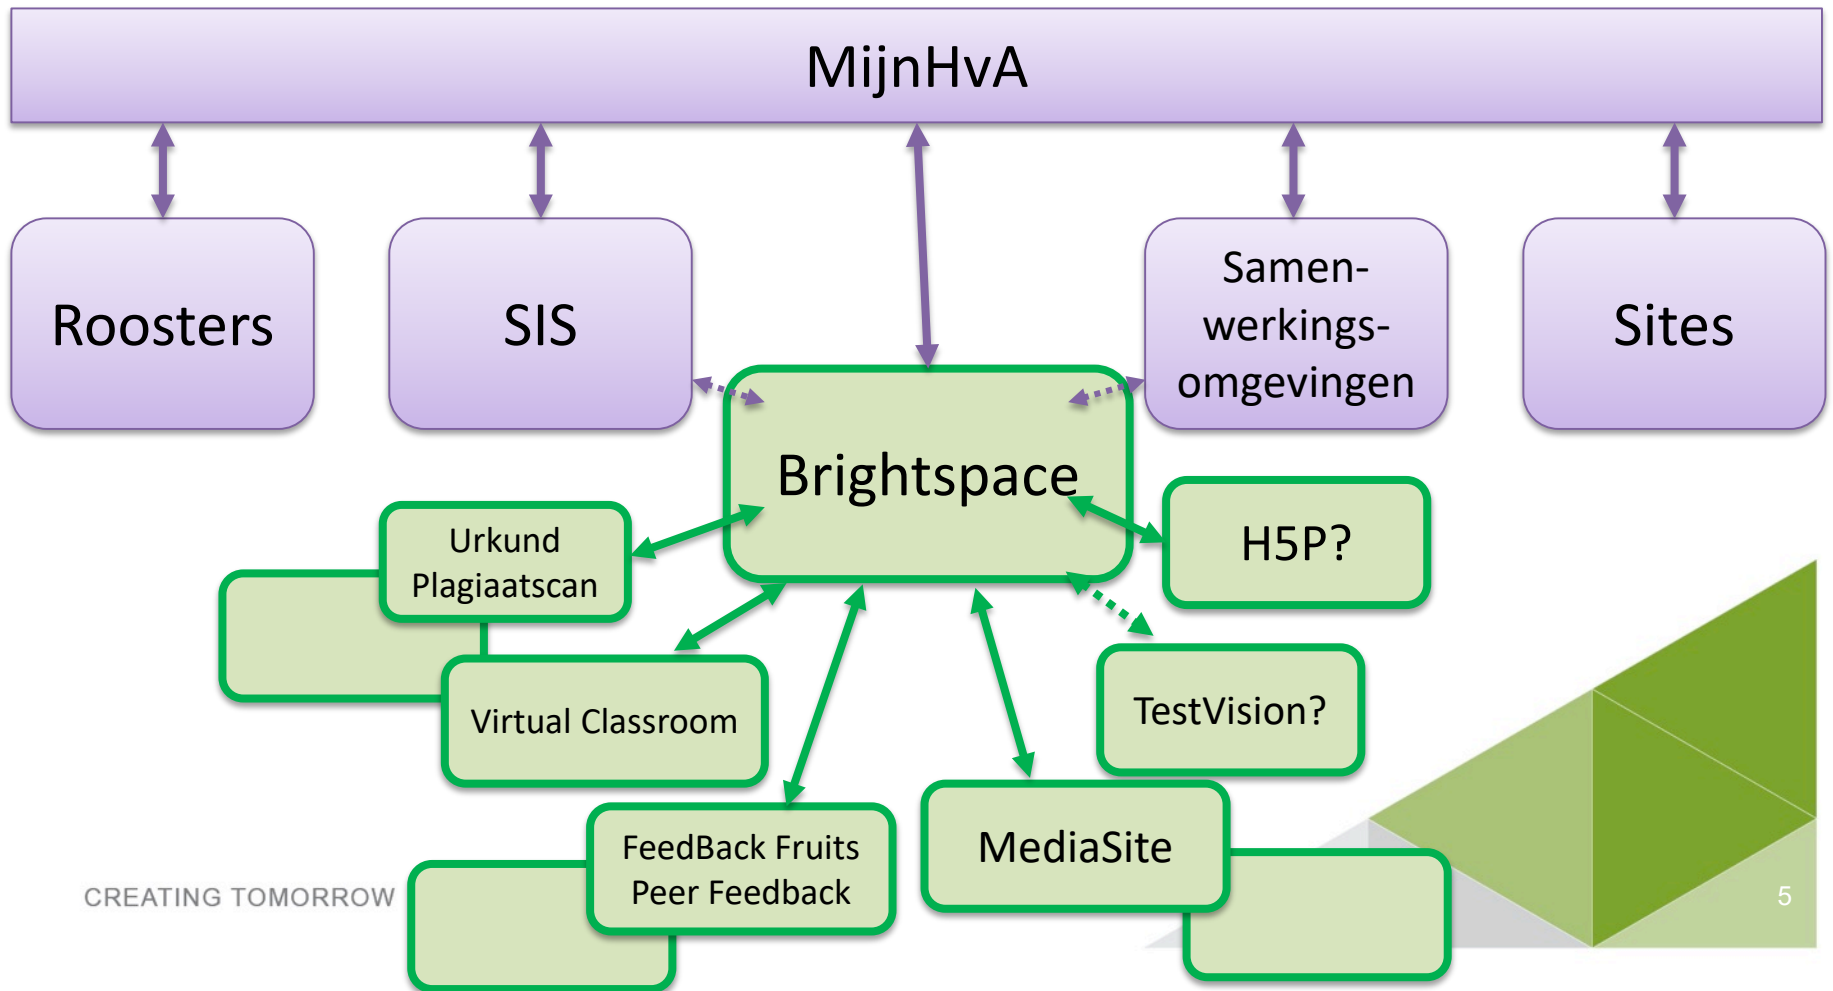 MijnHvA
Roosters
SIS
Samen-
werkings-
omgevingen
Sites
Brightspace
Urkund
Plagiaatscan
H5P?
Virtual Classroom
TestVision?
FeedBack Fruits
Peer Feedback
MediaSite
CREATING TOMORROW
5